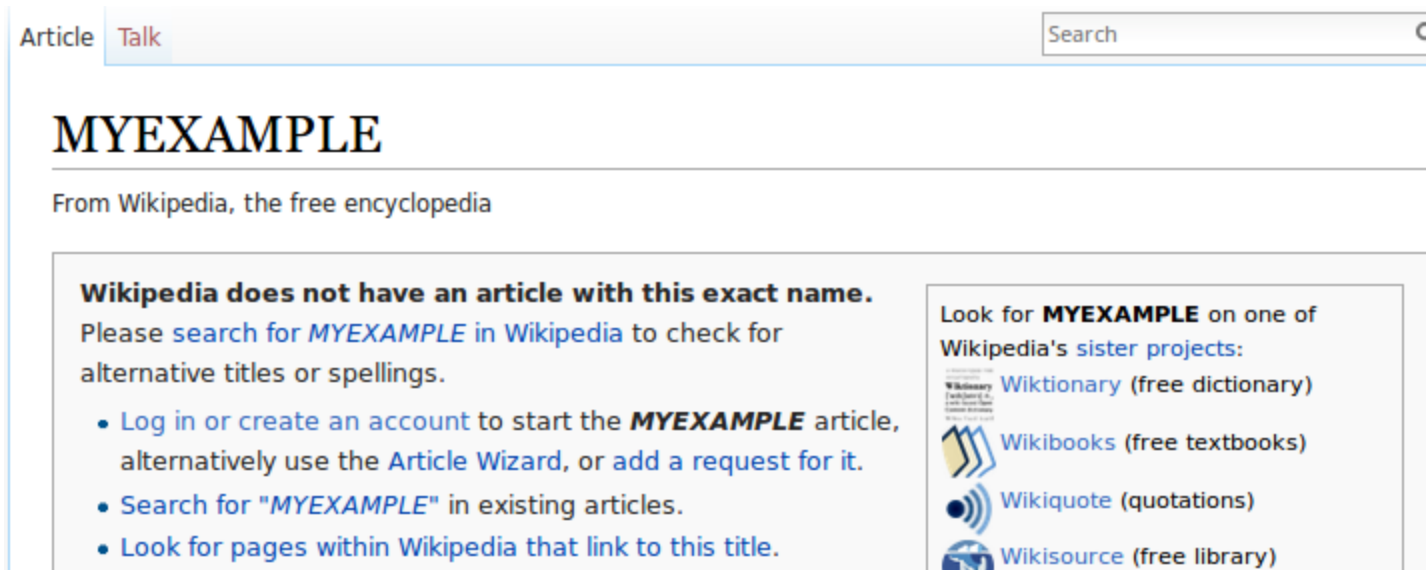 Article Talk
Search
MYEXAMPLE
From Wikipedia, the free encyclopedia
Wikipedia does not have an article with this exact name.
Please search for MYEXAMPLE in Wikipedia to check for
alternative titles or spellings.
• Log in or create an account to start the MYEXAMPLE article,
alternatively use the Article Wizard, or add a request for it.
• Search for "MYEXAMPLE" in existing articles.
• Look for pages within Wikipedia that link to this title.
Look for MYEXAMPLE on one of
Wikipedia's sister projects:
Wiktionary (free dictionary)
Wikibooks (free textbooks)
Wikiquote (quotations)
Wikisource (free library)